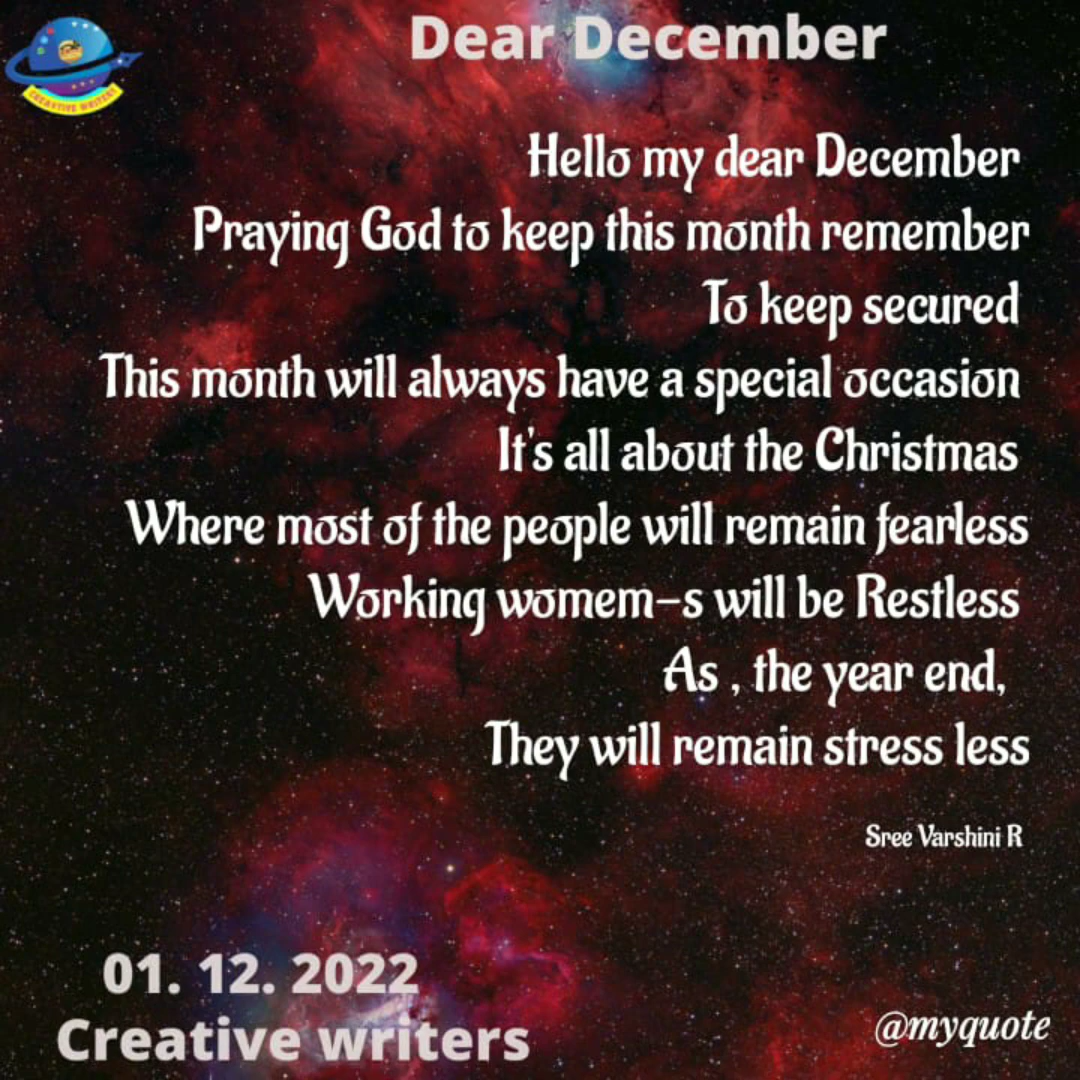 Dear December
CREAVTIVE WRITERS
Hello my dear December
Praying God to keep this month remember
To keep secured
This month will always have a special occasion
It's all about the Christmas
Where most of the people will remain fearless
Working womem-s will be Restless
As , the year end,
They will remain stress less
Sree Varshini R
01. 12. 2022
Creative writers
@myquote